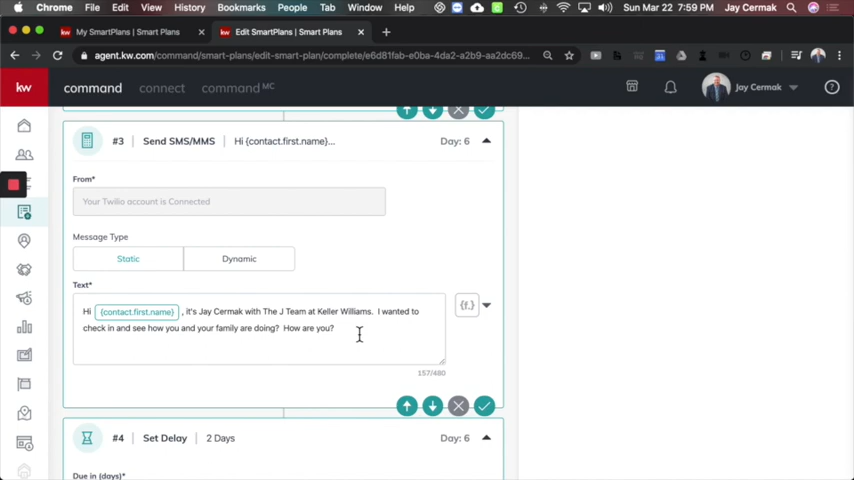 Chrome File Edit View History Bookmarks People Tab Window Help
Sun Mar 22 7:59 PM Jay Cermak
My SmartPlans | Smart Plans
Edit SmartPlan | Smart Plans
agent.kw.com/command/smart-plans/edit-smart-plan/complete/e6d81fab-e0ba-4da2-a2b9-aa2dc69...
kw command connect command MC Jay Cermak
#3 Send SMS/MMS Hi {contact.first.name}... Day: 6
From*
Your Twilio account is Connected
Message Type
Static Dynamic
Text*
Hi {contact.first.name} , it's Jay Cermak with The J Team at Keller Williams. I wanted to
check in and see how you and your family are doing? How are you?
{f.}
157/480
#4 Set Delay 2 Days Day: 6
Due in (days)*